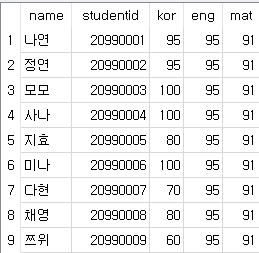 name studentid kor eng mat
1 나연 20990001 95 95 91
2 정연 20990002 95 95 91
3 모모 20990003 100 95 91
4 사나 20990004 100 95 91
5 지효 20990005 80 95 91
6 미나 20990006 100 95 91
7 다현 20990007 70 95 91
8 채영 20990008 80 95 91
9 쯔위 20990009 60 95 91